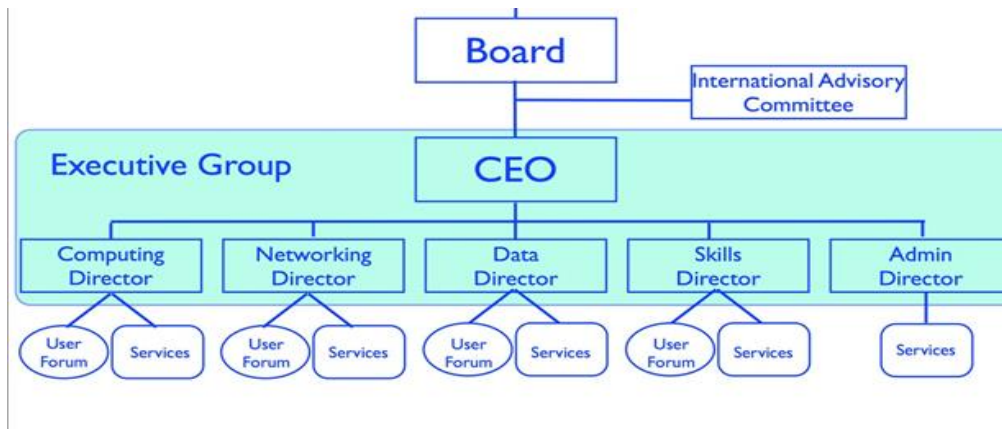 Board
International Advisory
Committee
Executive Group
CEO
Computing
Director
Networking
Director
Data
Director
Skills
Director
Admin
Director
User
Forum
Services
User
Forum
Services
User
Forum
Services
User
Forum
Services
Services